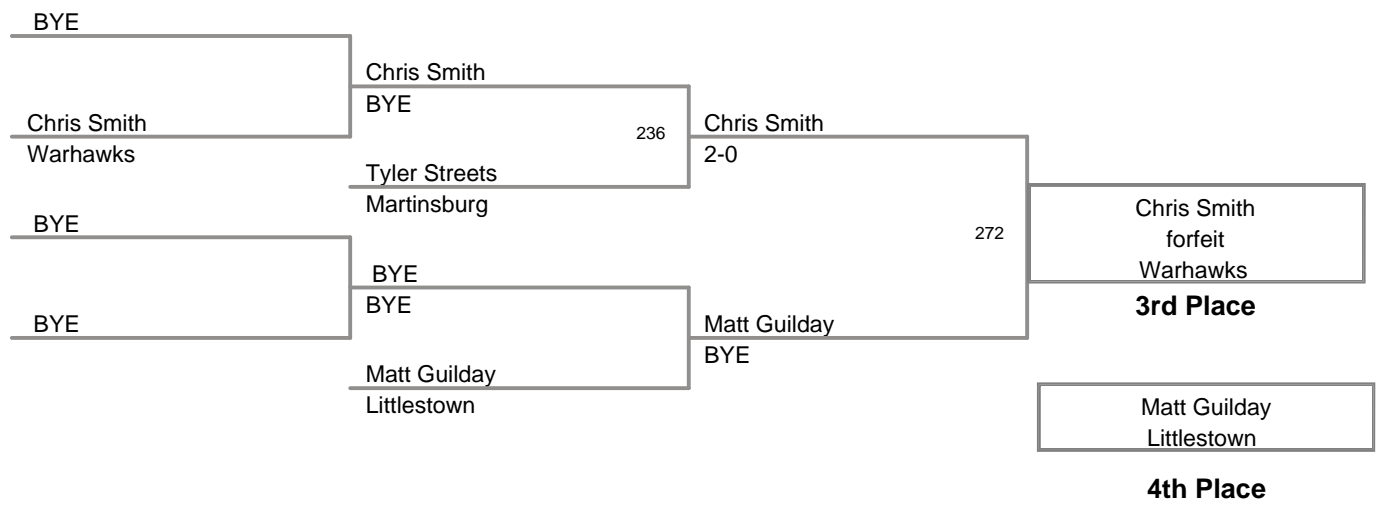 BYE
Chris Smith
BYE
Chris Smith
Warhawks
236
Chris Smith
2-0
Tyler Streets
Martinsburg
BYE
272
Chris Smith
forfeit
Warhawks
3rd Place
BYE
BYE
BYE
Matt Guilday
BYE
Matt Guilday
Littlestown
Matt Guilday
Littlestown
4th Place